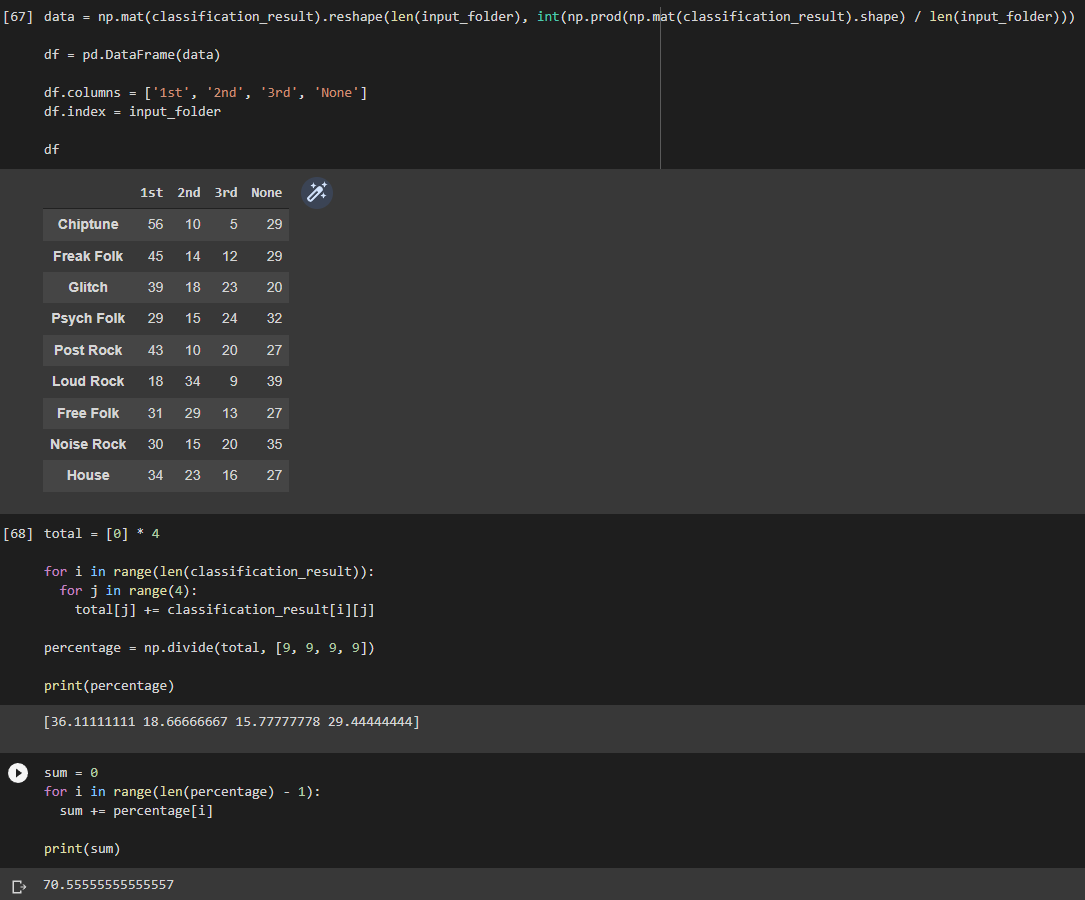 [67] data = np.mat(classification_result).reshape(len(input_folder), int(np.prod(np.mat(classification_result).shape) / len(input_folder)))
df = pd.DataFrame(data)
df.columns = ['1st', '2nd', '3rd', 'None']
df.index = input_folder
df
1st 2nd 3rd None
Chiptune 56 10 5 29
Freak Folk 45 14 12 29
Glitch 39 18 23 20
Psych Folk 29 15 24 32
Post Rock 43 10 20 27
Loud Rock 18 34 9 39
Free Folk 31 29 13 27
Noise Rock 30 15 20 35
House 34 23 16 27
[68] total = [0] * 4
for i in range(len(classification_result)):
for j in range(4):
total[j] += classification_result[i][j]
percentage = np.divide(total, [9, 9, 9, 9])
print(percentage)
[36.11111111 18.66666667 15.77777778 29.44444444]
sum = 0
for i in range(len(percentage) - 1):
sum += percentage[i]
print(sum)
70.55555555555557